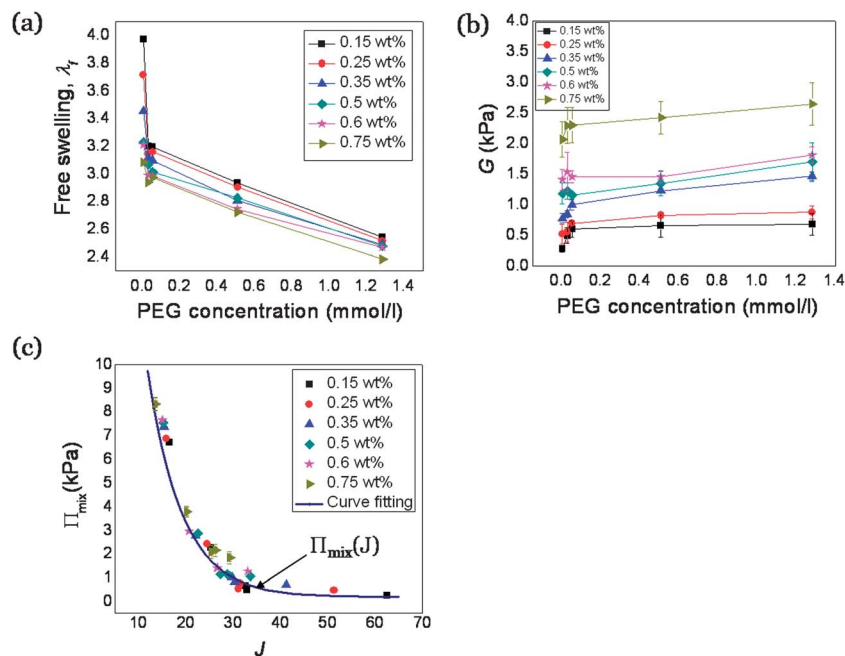 (a)
Free swelling, λf
4.0
3.8
3.6
3.4
3.2
3.0
2.8
2.6
2.4
0.15 wt%
0.25 wt%
0.35 wt%
0.5 wt%
0.6 wt%
0.75 wt%
0.0 0.2 0.4 0.6 0.8 1.0 1.2 1.4
PEG concentration (mmol/l)
(b)
G (kPa)
4.0
3.5
3.0
2.5
2.0
1.5
1.0
0.5
0.0
0.15 wt%
0.25 wt%
0.35 wt%
0.5 wt%
0.6 wt%
0.75 wt%
0.0 0.2 0.4 0.6 0.8 1.0 1.2 1.4
PEG concentration (mmol/l)
(c)
Πmix(kPa)
10
9
8
7
6
5
4
3
2
1
0
0.15 wt%
0.25 wt%
0.35 wt%
0.5 wt%
0.6 wt%
0.75 wt%
Curve fitting
Πmix(J)
10 20 30 40 50 60 70
J